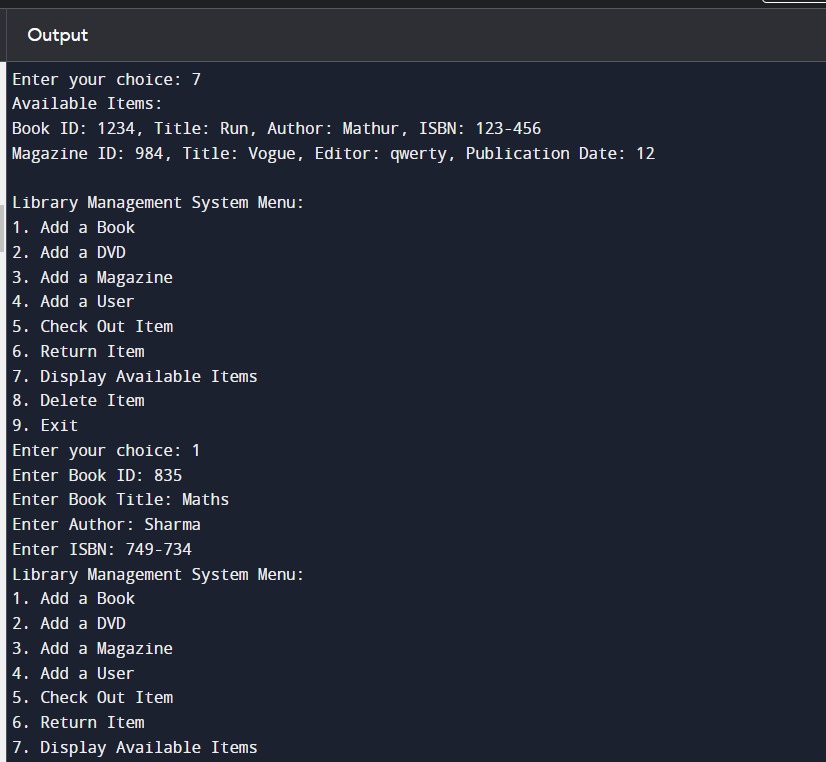 Output
Enter your choice: 7
Available Items:
Book ID: 1234, Title: Run, Author: Mathur, ISBN: 123-456
Magazine ID: 984, Title: Vogue, Editor: qwerty, Publication Date: 12
Library Management System Menu:
1. Add a Book
2. Add a DVD
3. Add a Magazine
4. Add a User
5. Check Out Item
6. Return Item
7. Display Available Items
8. Delete Item
9. Exit
Enter your choice: 1
Enter Book ID: 835
Enter Book Title: Maths
Enter Author: Sharma
Enter ISBN: 749-734
Library Management System Menu:
1. Add a Book
2. Add a DVD
3. Add a Magazine
4. Add a User
5. Check Out Item
6. Return Item
7. Display Available Items